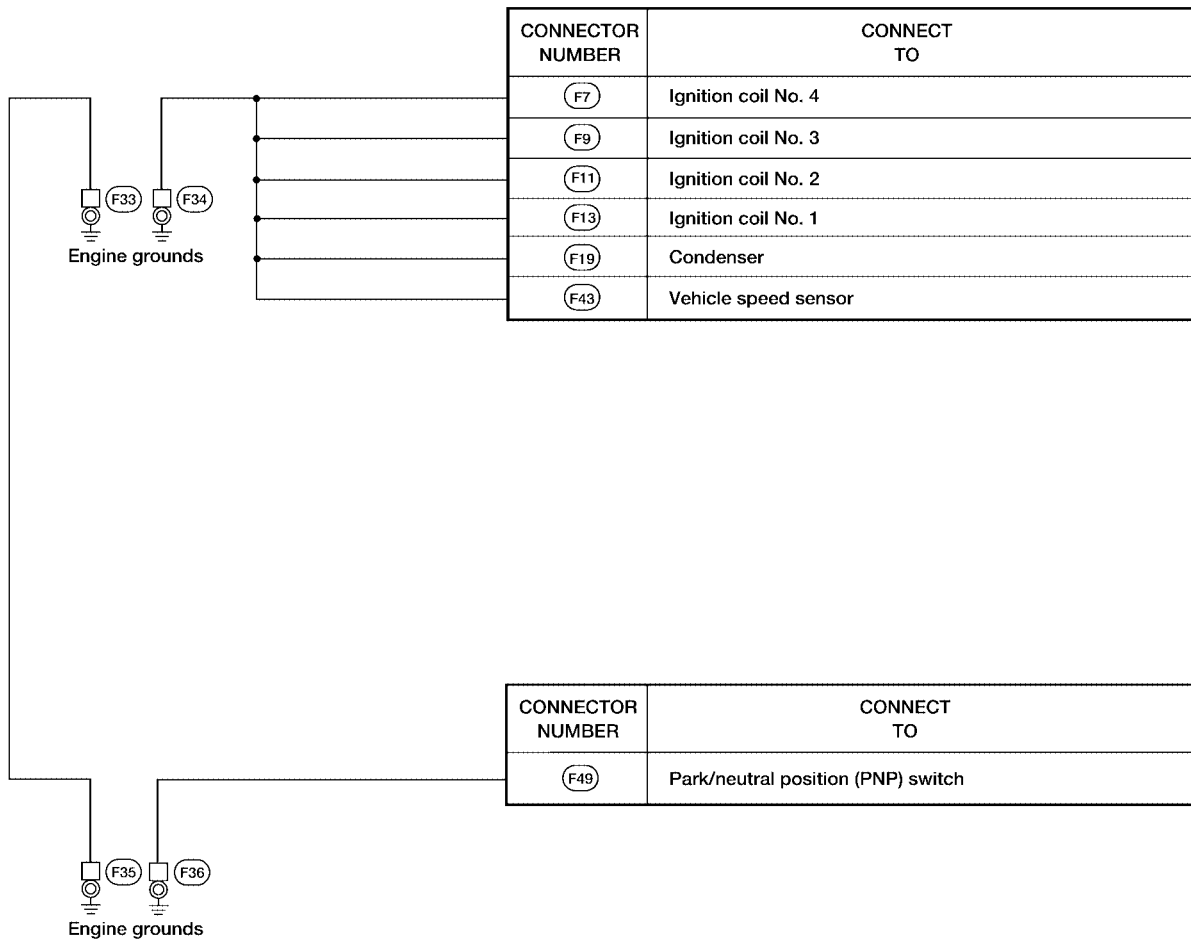 CONNECTOR NUMBER CONNECT TO
F7 Ignition coil No. 4
F9 Ignition coil No. 3
F11 Ignition coil No. 2
F13 Ignition coil No. 1
F19 Condenser
F43 Vehicle speed sensor
F33 F34
Engine grounds
CONNECTOR NUMBER CONNECT TO
F49 Park/neutral position (PNP) switch
F35 F36
Engine grounds